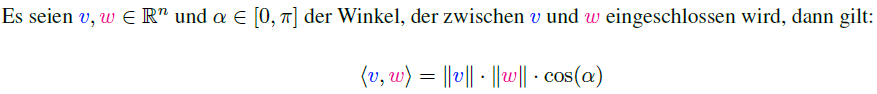 Es seien v, w ∈ ℝⁿ und α ∈ [0, π] der Winkel, der zwischen v und w eingeschlossen wird, dann gilt:
⟨v, w⟩ = ‖v‖ · ‖w‖ · cos(α)